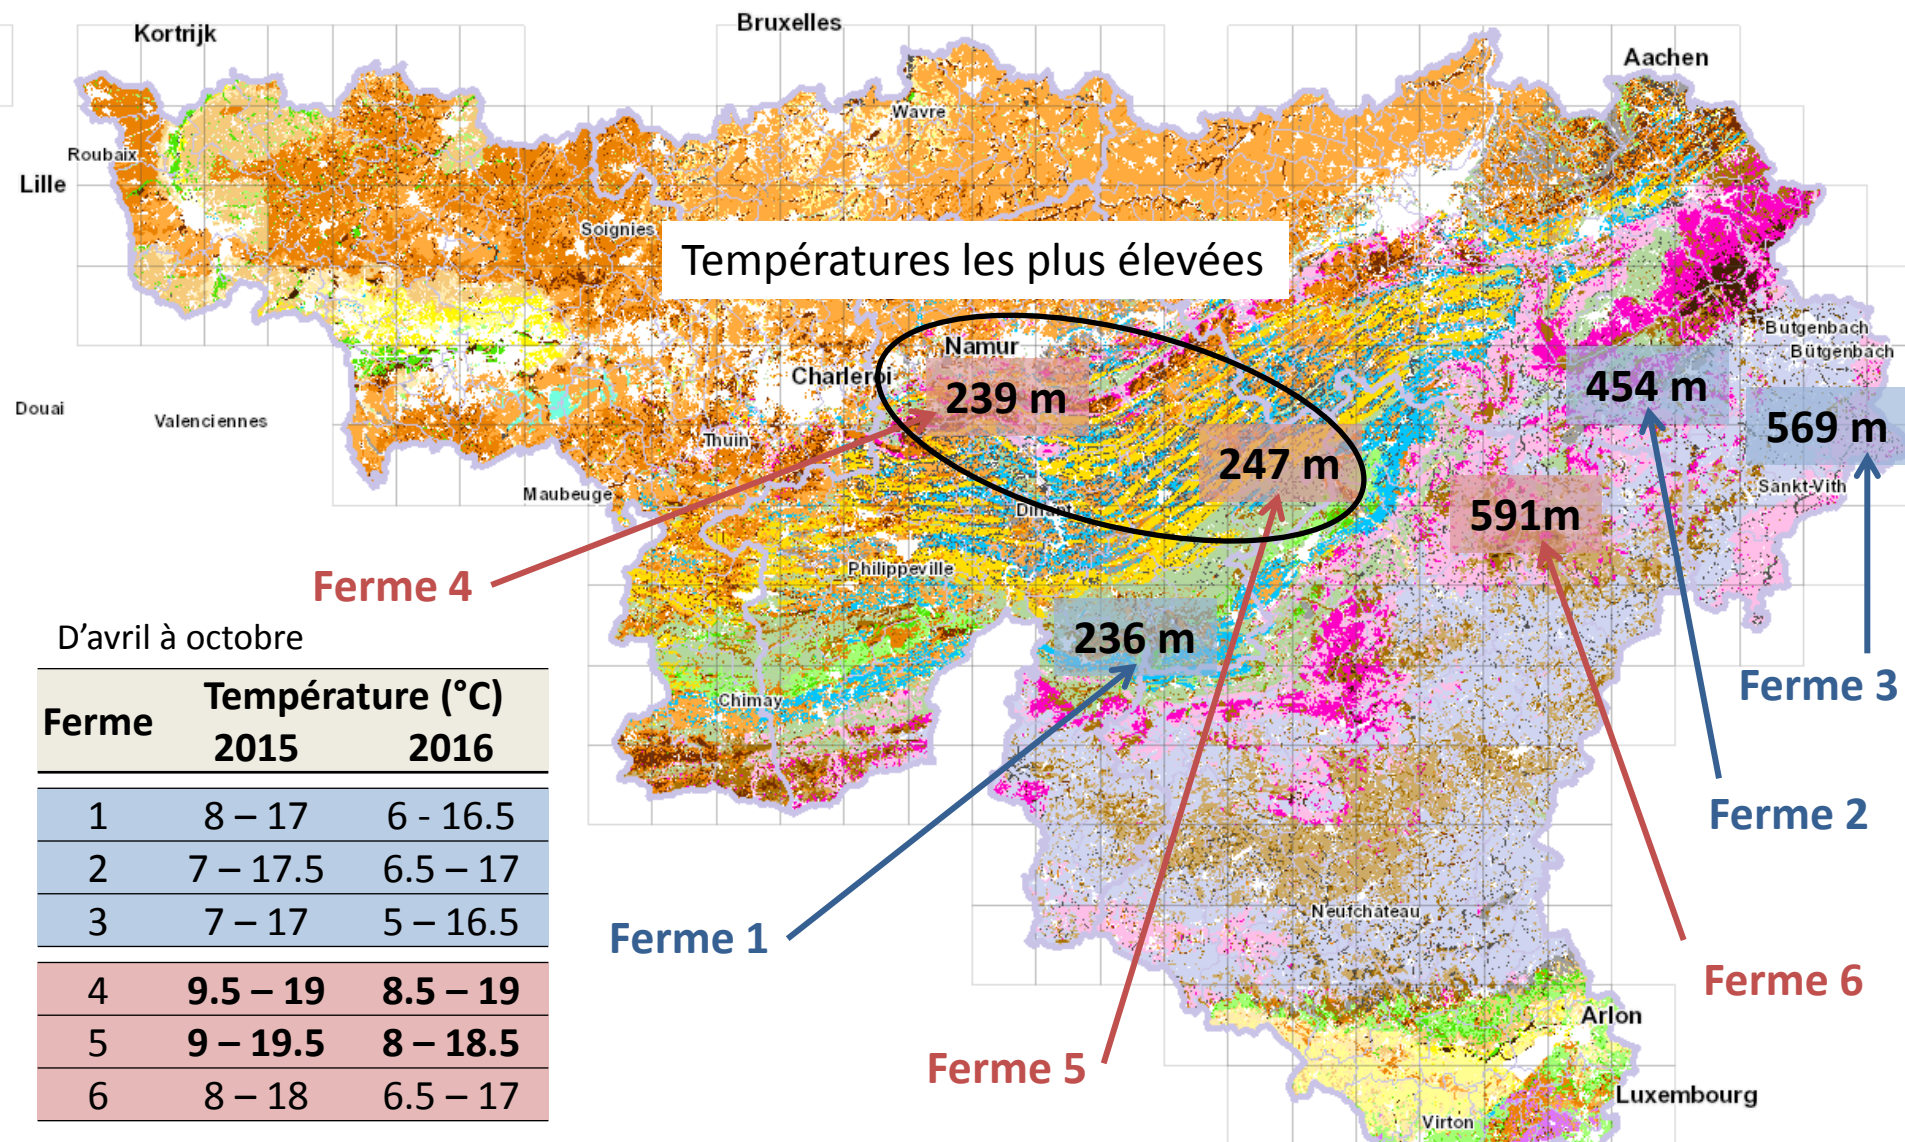 Bruxelles
Kortrijk
Aachen
Wavre
Roubaix
Lille
Soignies
Températures les plus élevées
Butgenbach
Bütgenbach
Namur
Charleroi
239 m
454 m
569 m
Douai
Valenciennes
Thuin
247 m
Sankt-Vith
Maubeuge
Dinant
591m
Philippeville
Ferme 4
236 m
D'avril à octobre
Ferme 3
Chimay
Ferme Température (°C)
2015 2016
1 8 – 17 6 - 16.5
2 7 – 17.5 6.5 – 17
3 7 – 17 5 – 16.5
4 9.5 – 19 8.5 – 19
5 9 – 19.5 8 – 18.5
6 8 – 18 6.5 – 17
Ferme 2
Neufchâteau
Ferme 1
Ferme 6
Arlon
Ferme 5
Luxembourg
Virton